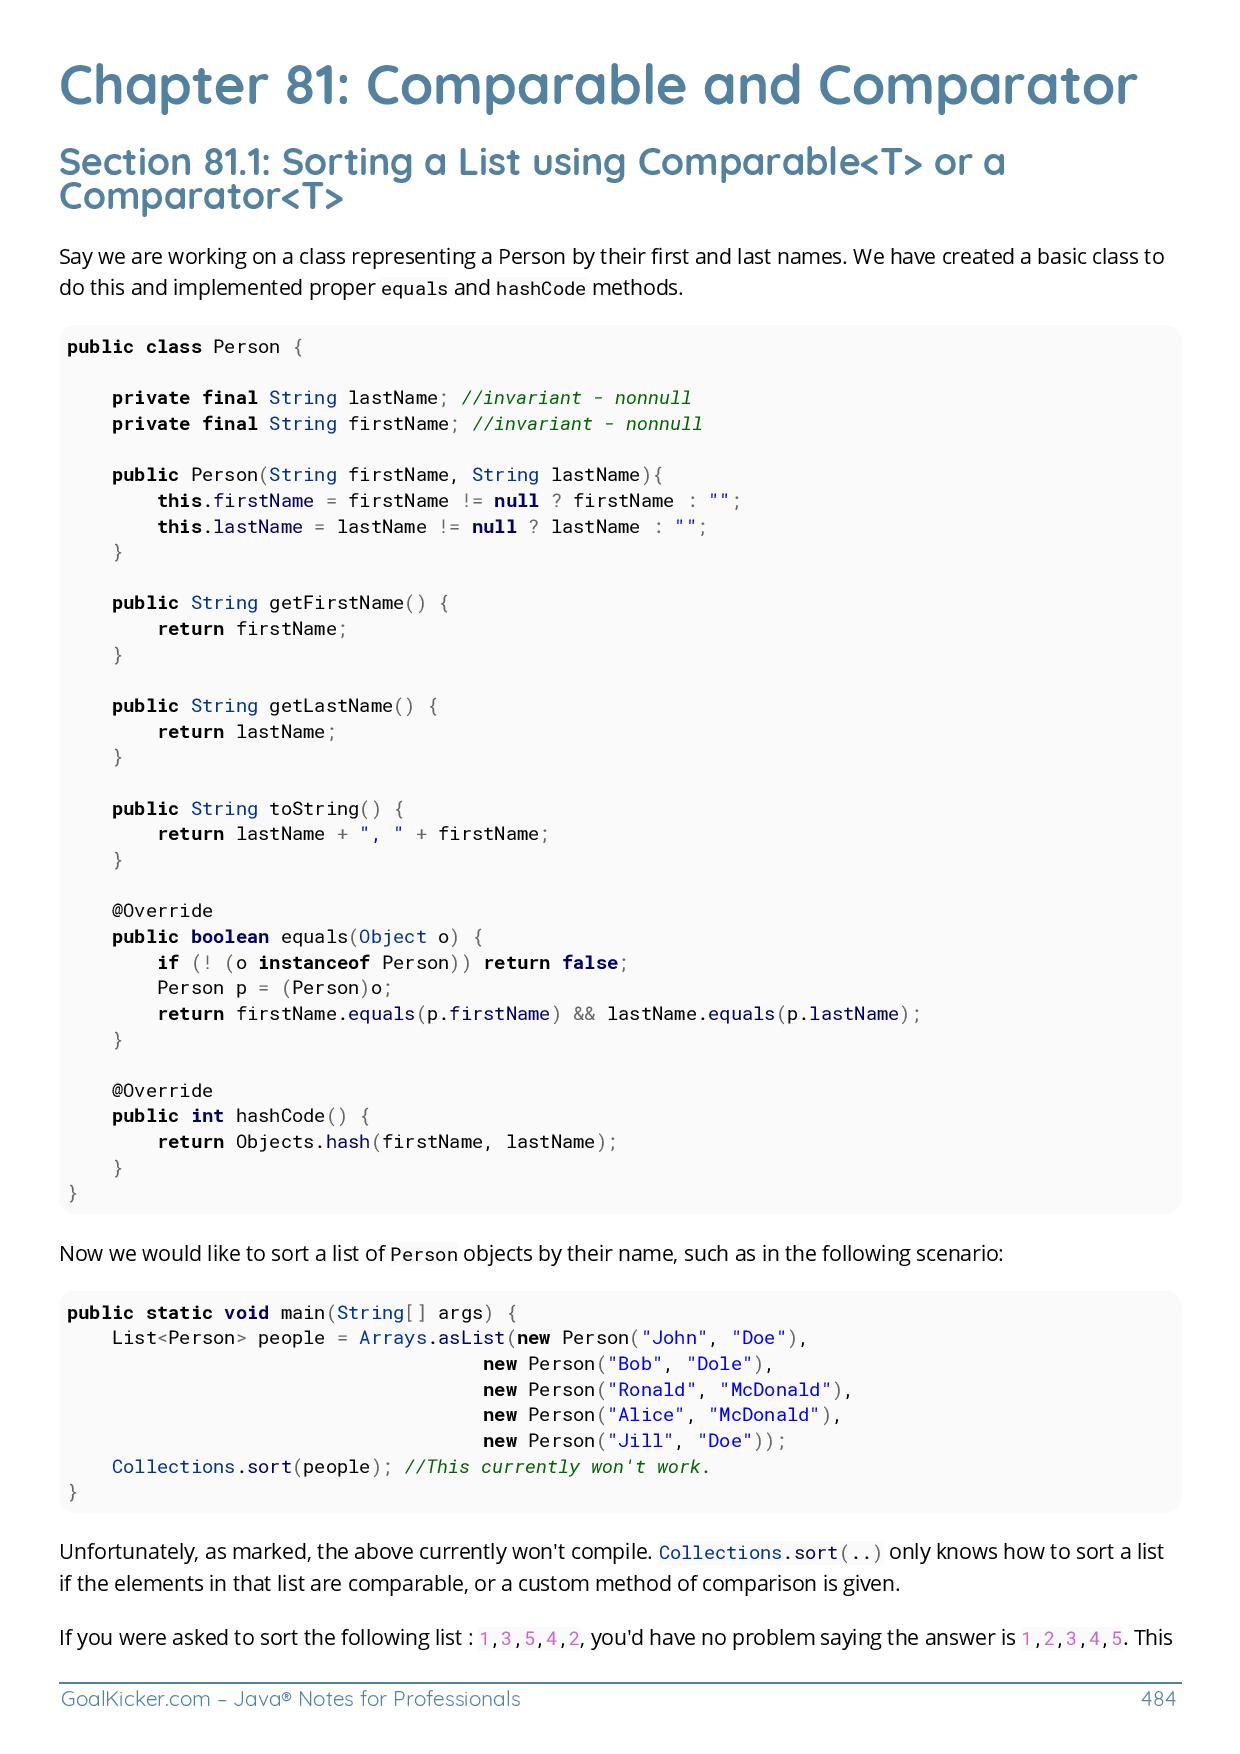 Chapter 81: Comparable and Comparator
Section 81.1: Sorting a List using Comparable<T> or a
Comparator<T>
Say we are working on a class representing a Person by their first and last names. We have created a basic class to
do this and implemented proper equals and hashCode methods.
public class Person {
    private final String lastName; //invariant - nonnull
    private final String firstName; //invariant - nonnull
    public Person(String firstName, String lastName){
        this.firstName = firstName != null ? firstName : "";
        this.lastName = lastName != null ? lastName : "";
    }
    public String getFirstName() {
        return firstName;
    }
    public String getLastName() {
        return lastName;
    }
    public String toString() {
        return lastName + ", " + firstName;
    }
    @Override
    public boolean equals(Object o) {
        if (! (o instanceof Person)) return false;
        Person p = (Person)o;
        return firstName.equals(p.firstName) && lastName.equals(p.lastName);
    }
    @Override
    public int hashCode() {
        return Objects.hash(firstName, lastName);
    }
}
Now we would like to sort a list of Person objects by their name, such as in the following scenario:
public static void main(String[] args) {
    List<Person> people = Arrays.asList(new Person("John", "Doe"),
                                     new Person("Bob", "Dole"),
                                     new Person("Ronald", "McDonald"),
                                     new Person("Alice", "McDonald"),
                                     new Person("Jill", "Doe"));
    Collections.sort(people); //This currently won't work.
}
Unfortunately, as marked, the above currently won't compile. Collections.sort(..) only knows how to sort a list
if the elements in that list are comparable, or a custom method of comparison is given.
If you were asked to sort the following list : 1,3,5,4,2, you'd have no problem saying the answer is 1,2,3,4,5. This
GoalKicker.com – Java® Notes for Professionals 484